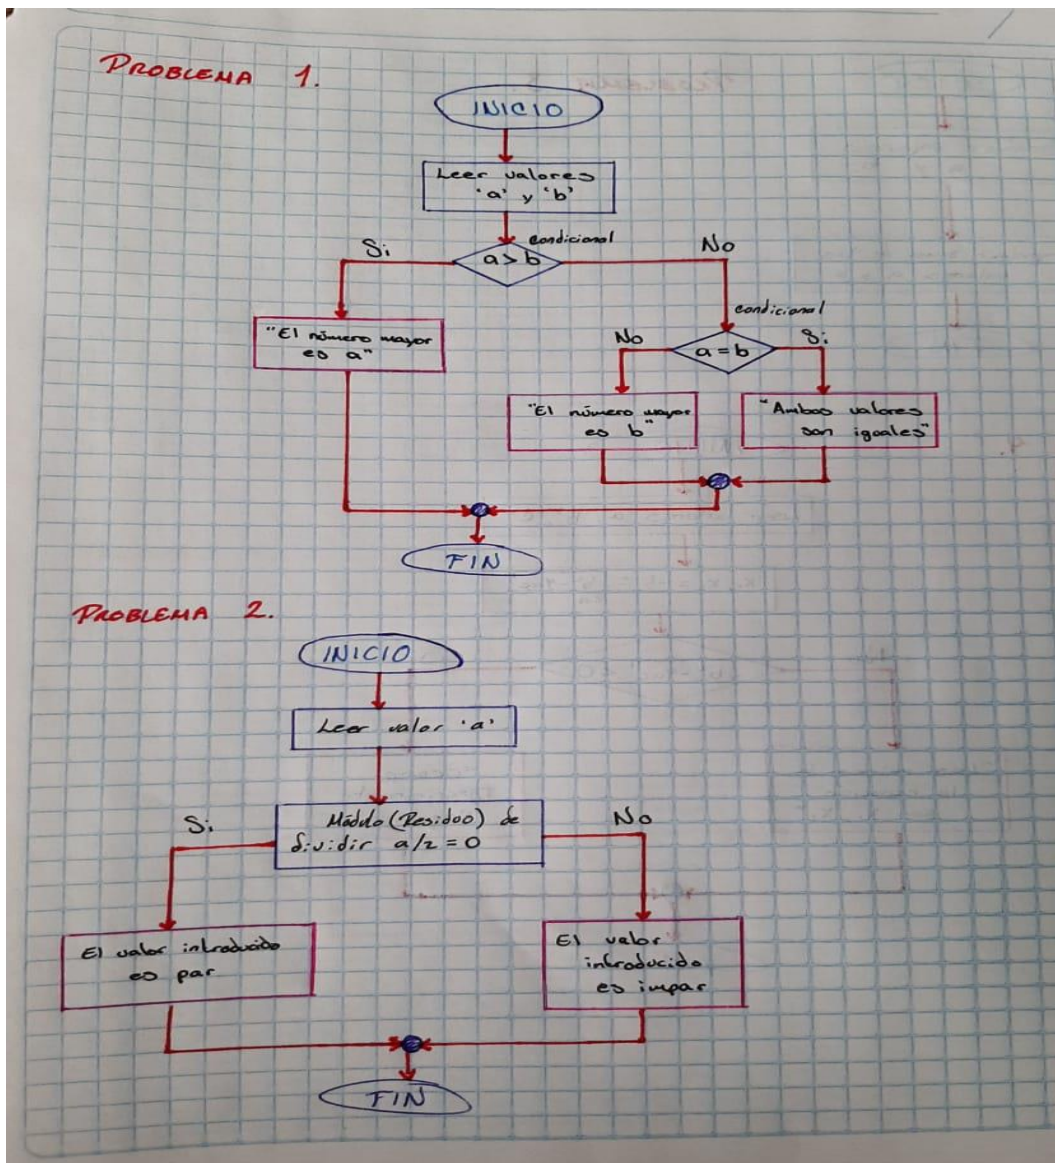 PROBLEMA 1.
INICIO
Leer valores
'a' y 'b'
condicional
Si
a > b
No
condicional
"El número mayor
es a"
No
a = b
Si
"El número mayor
es b"
"Ambos valores
son iguales"
FIN
PROBLEMA 2.
INICIO
Leer valor 'a'
Si
Módulo (Residuo) de
dividir a/2 = 0
No
El valor introducido
es par
El valor
introducido
es impar
FIN